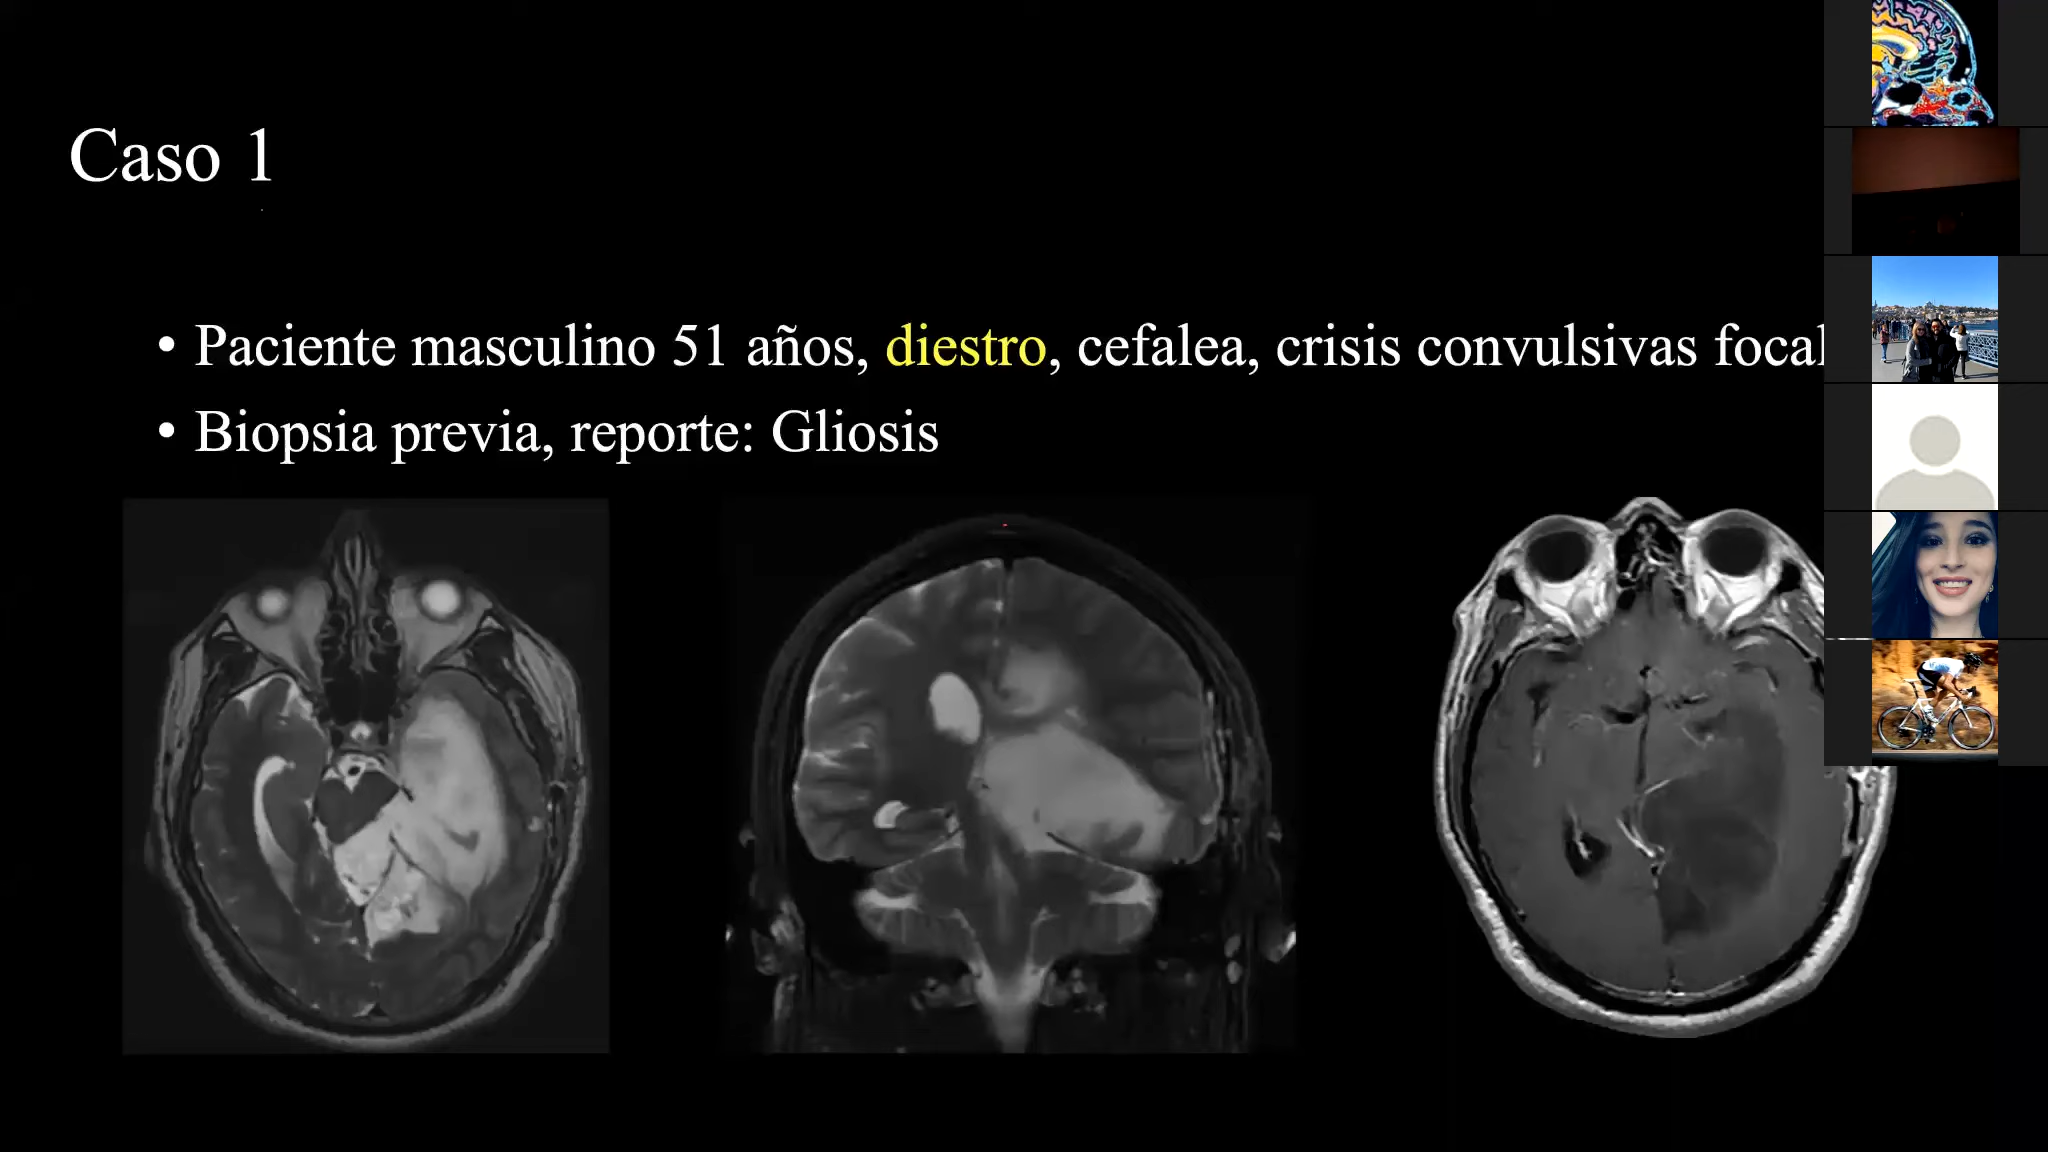 Caso 1
• Paciente masculino 51 años, diestro, cefalea, crisis convulsivas focal
• Biopsia previa, reporte: Gliosis